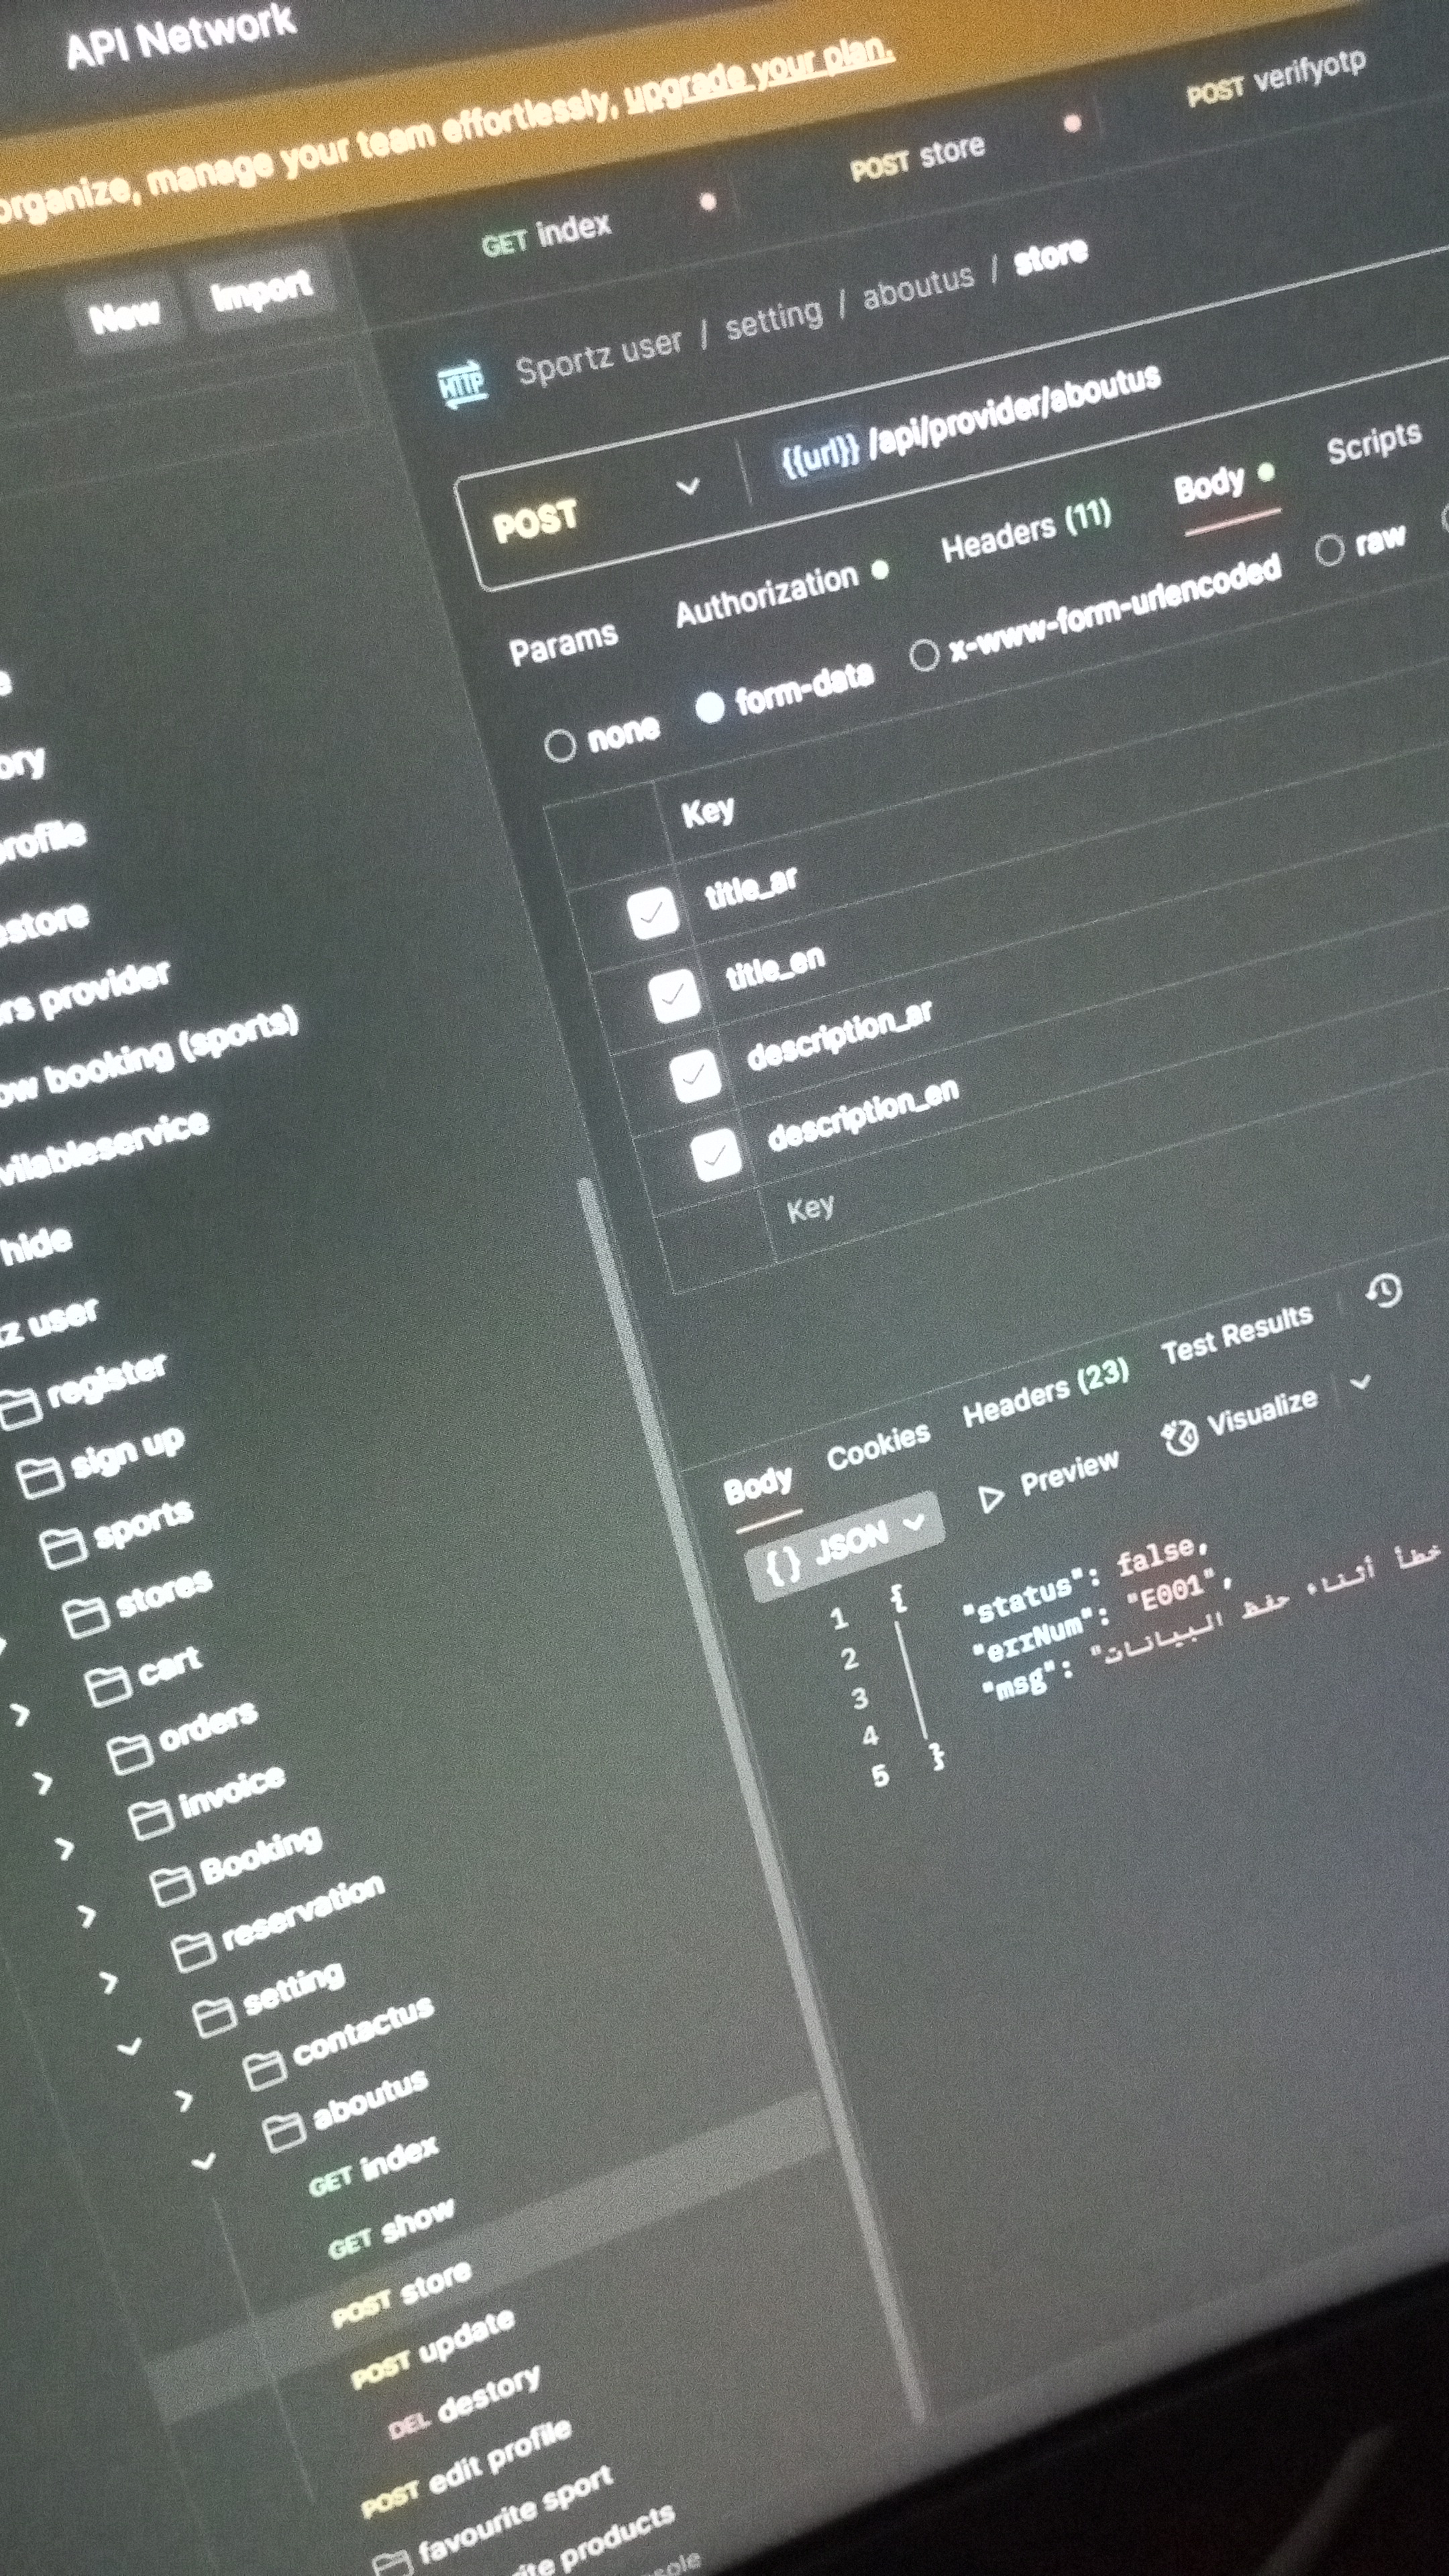 API Network
organize, manage your team effortlessly, upgrade your plan.
New Import
GET index
POST store
POST verifyotp
HTTP Sportz user / setting / aboutus / store
POST {{url}} /api/provider/aboutus
Params Authorization Headers (11) Body Scripts
none form-data x-www-form-urlencoded raw
Key
title_ar
title_en
description_ar
description_en
Key
Body Cookies Headers (23) Test Results
{} JSON Preview Visualize
1 {
2 "status": false,
3 "errNum": "E001",
4 "msg": "خطأ أثناء حفظ البيانات
5 }
ory
rofile
store
rs provider
ow booking (sports)
vilableservice
hide
tz user
register
sign up
sports
stores
cart
orders
invoice
Booking
reservation
setting
contactus
aboutus
GET index
GET show
POST store
POST update
DEL destory
POST edit profile
favourite sport
ite products
sole